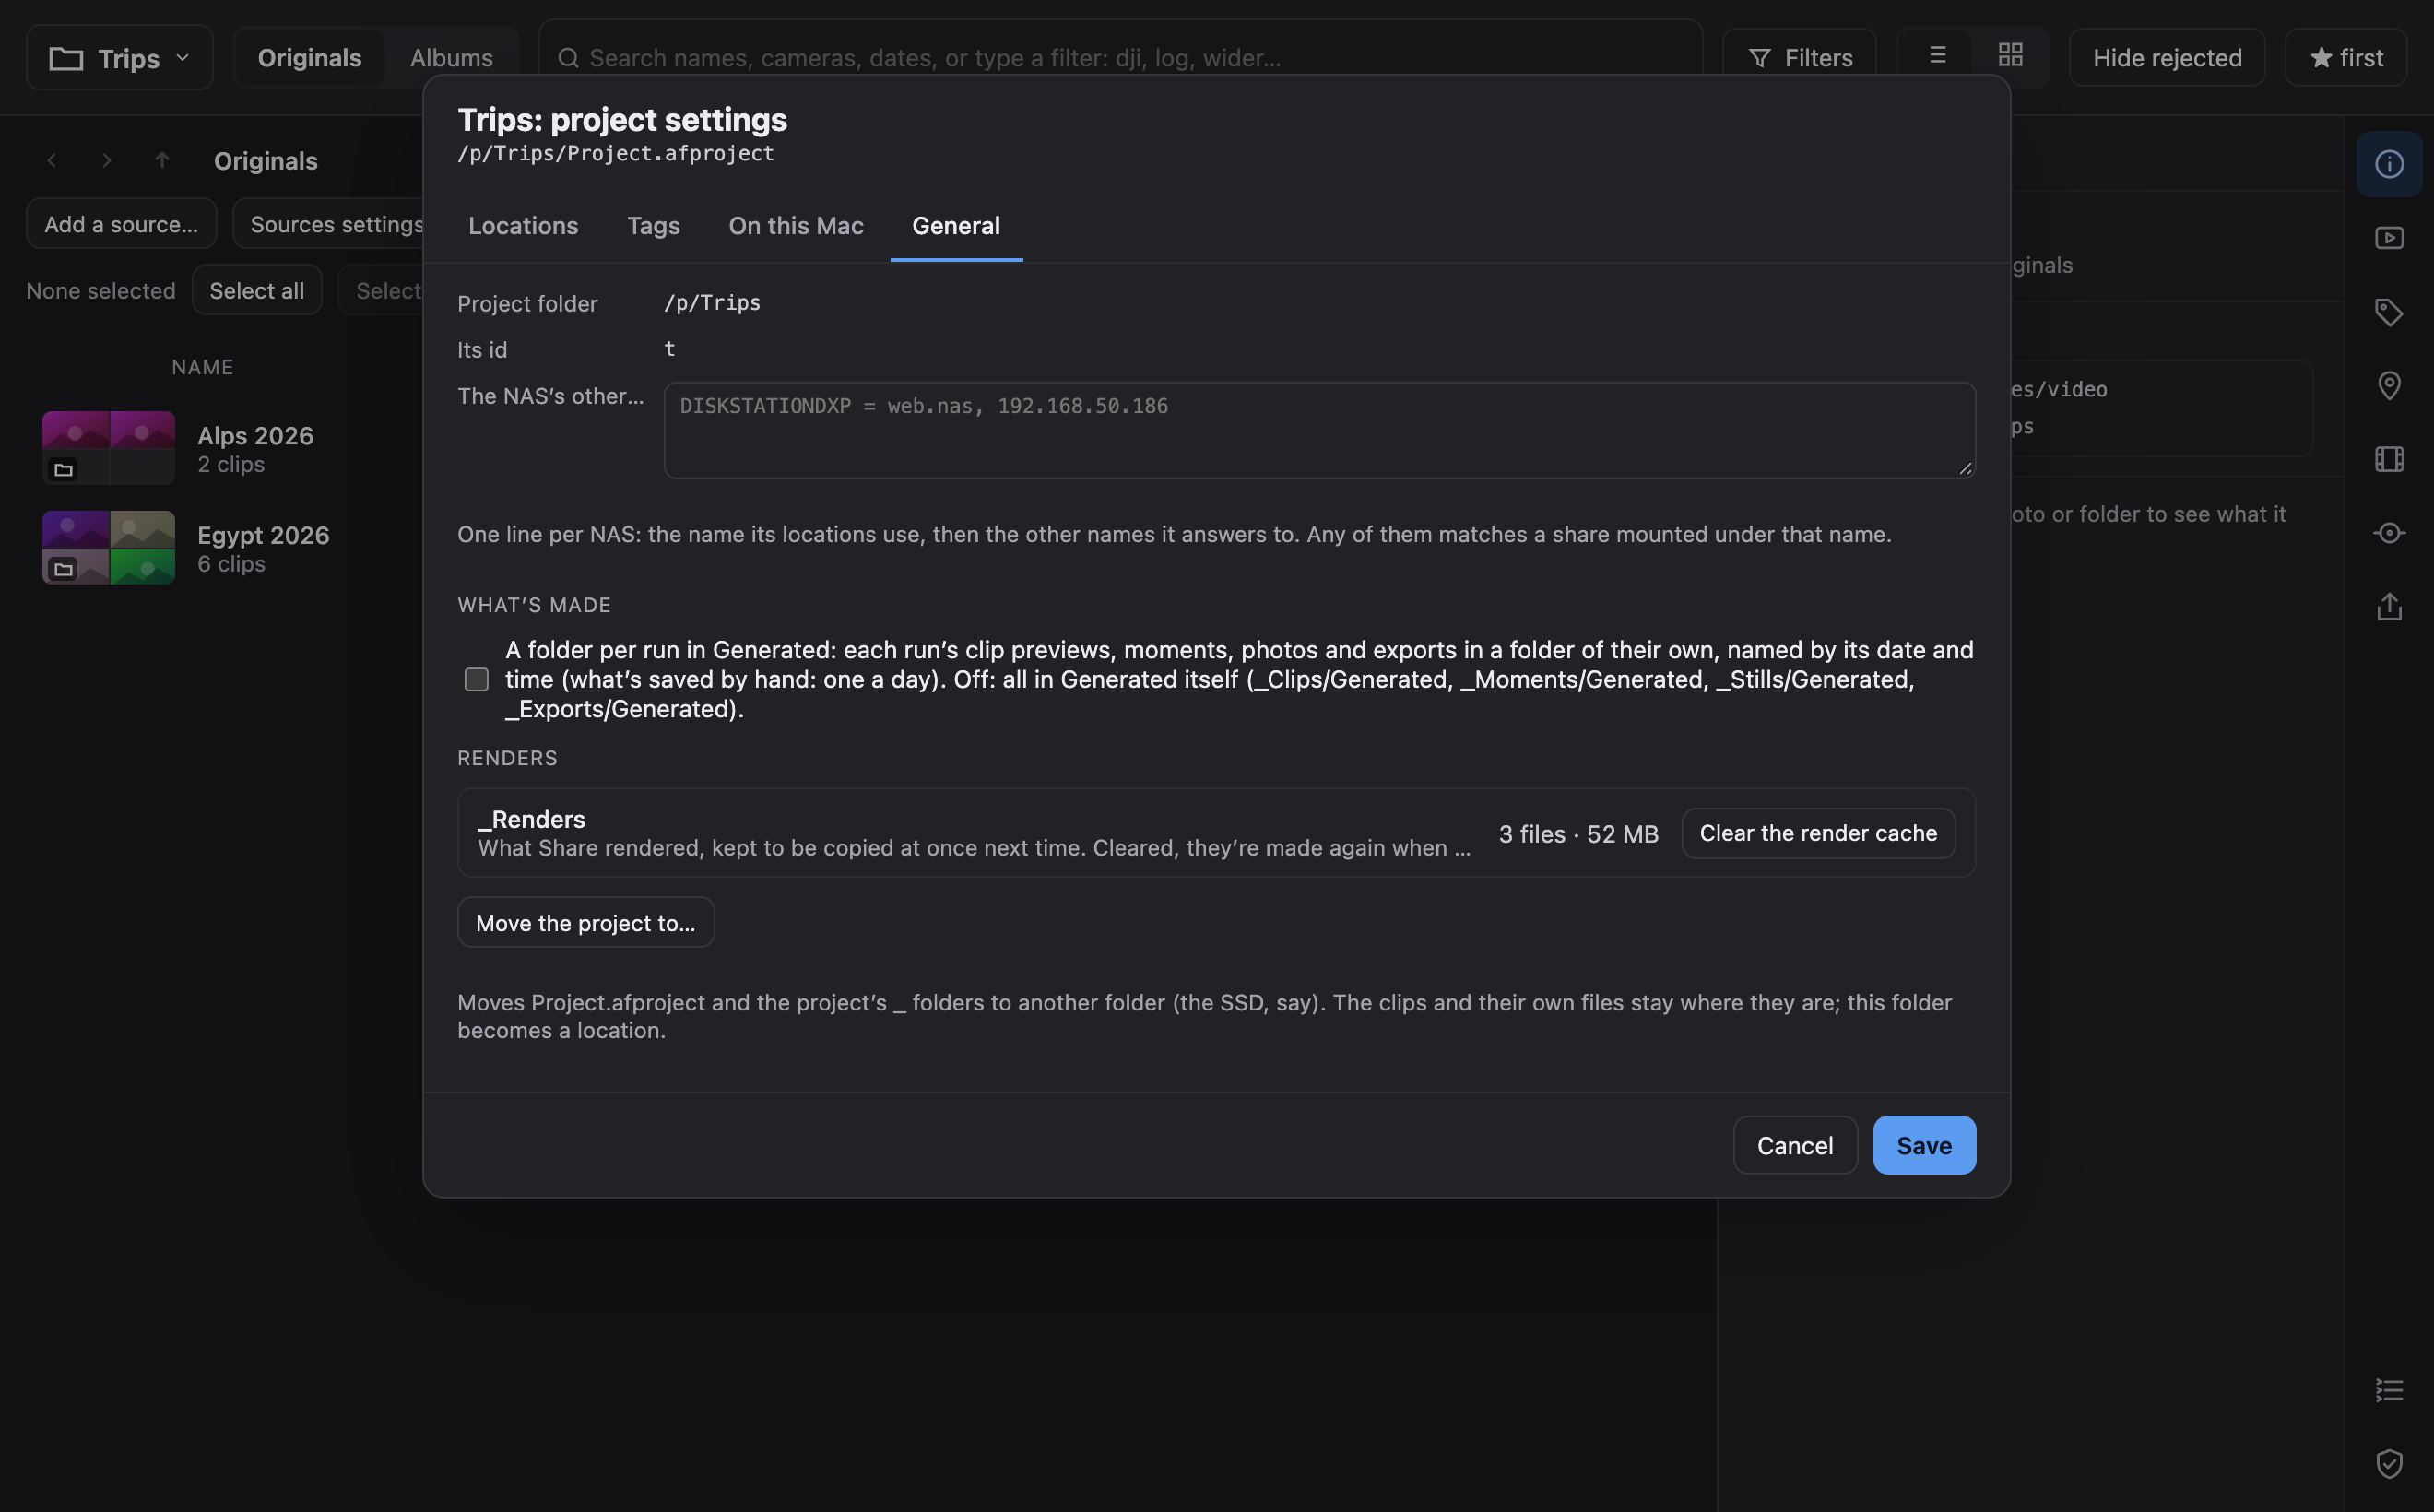 Trips
Originals
Albums
Search names, cameras, dates, or type a filter: dji, log, wider...
Filters
Hide rejected
★ first
Originals
Add a source...
Sources settings
None selected
Select all
Select
NAME
Alps 2026
2 clips
Egypt 2026
6 clips
Trips: project settings
/p/Trips/Project.afproject
Locations
Tags
On this Mac
General
Project folder
/p/Trips
Its id
t
The NAS’s other...
DISKSTATIONDXP = web.nas, 192.168.50.186
One line per NAS: the name its locations use, then the other names it answers to. Any of them matches a share mounted under that name.
WHAT’S MADE
A folder per run in Generated: each run’s clip previews, moments, photos and exports in a folder of their own, named by its date and
time (what’s saved by hand: one a day). Off: all in Generated itself (_Clips/Generated, _Moments/Generated, _Stills/Generated,
_Exports/Generated).
RENDERS
_Renders
What Share rendered, kept to be copied at once next time. Cleared, they’re made again when ...
3 files · 52 MB
Clear the render cache
Move the project to...
Moves Project.afproject and the project’s _ folders to another folder (the SSD, say). The clips and their own files stay where they are; this folder
becomes a location.
Cancel
Save
ginals
es/video
ps
oto or folder to see what it